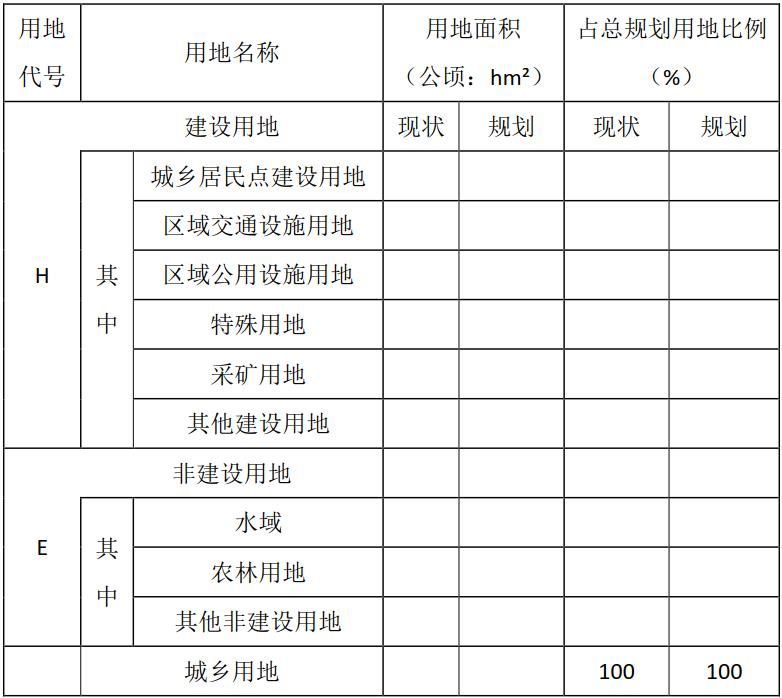 用地 用地名称 用地面积 占总规划用地比例
代号 （公顷：hm²） （%）
建设用地 现状 规划 现状 规划
城乡居民点建设用地
区域交通设施用地
H 其 区域公用设施用地
中 特殊用地
采矿用地
其他建设用地
非建设用地
水域
E 其 农林用地
中 其他非建设用地
城乡用地 100 100